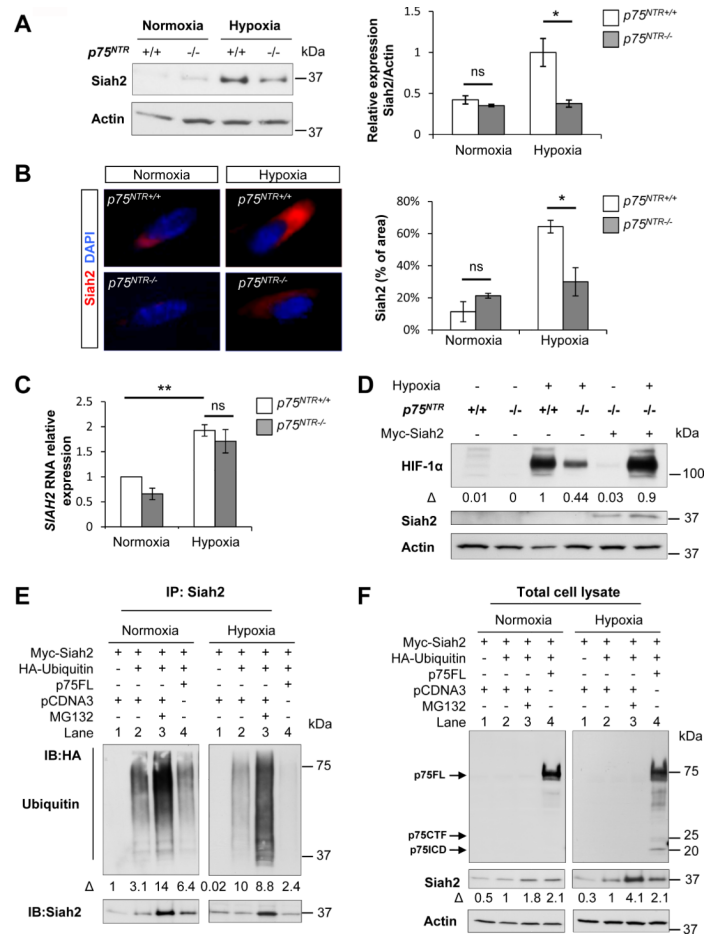 A
Normoxia Hypoxia
p75NTR +/+ -/- +/+ -/- kDa
Siah2 37
Actin 37
Relative expression
Siah2/Actin
1.5
1
0.5
0
ns
*
Normoxia Hypoxia
p75NTR+/+
p75NTR-/-
B
Normoxia Hypoxia
Siah2 DAPI
p75NTR+/+ p75NTR+/+
p75NTR-/- p75NTR-/-
Siah2 (% of area)
80%
60%
40%
20%
0%
ns
*
Normoxia Hypoxia
p75NTR+/+
p75NTR-/-
C
SIAH2 RNA relative
expression
2.5
2
1.5
1
0.5
0
**
ns
Normoxia Hypoxia
p75NTR+/+
p75NTR-/-
D
Hypoxia - - + + - +
p75NTR +/+ -/- +/+ -/- -/- -/-
Myc-Siah2 - - - - + + kDa
HIF-1α 100
Δ 0.01 0 1 0.44 0.03 0.9
Siah2 37
Actin 37
E
IP: Siah2
Normoxia Hypoxia
Myc-Siah2 + + + + + + + +
HA-Ubiquitin - + + + - + + +
p75FL - - - + - - - +
pCDNA3 + + + - + + + -
MG132 - - + - - - + -
Lane 1 2 3 4 1 2 3 4 kDa
IB:HA 75
Ubiquitin
37
Δ 1 3.1 14 6.4 0.02 10 8.8 2.4
IB:Siah2 37
F
Total cell lysate
Normoxia Hypoxia
Myc-Siah2 + + + + + + + +
HA-Ubiquitin - + + + - + + +
p75FL - - - + - - - +
pCDNA3 + + + - + + + -
MG132 - - + - - - + -
Lane 1 2 3 4 1 2 3 4
kDa
p75FL 75
p75CTF 25
p75ICD 20
Siah2 37
Δ 0.5 1 1.8 2.1 0.3 1 4.1 2.1
Actin 37